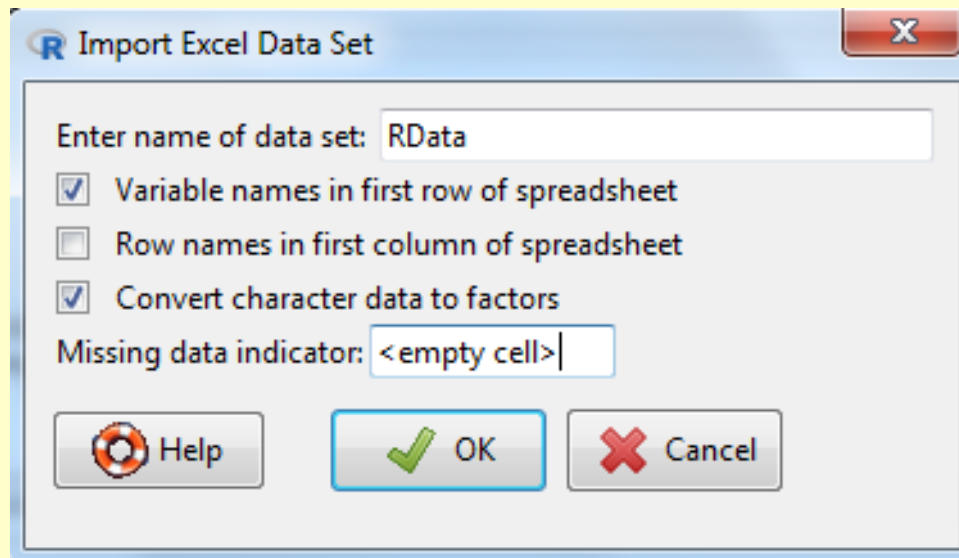 Import Excel Data Set
Enter name of data set: RData
Variable names in first row of spreadsheet
Row names in first column of spreadsheet
Convert character data to factors
Missing data indicator: <empty cell>
Help OK Cancel